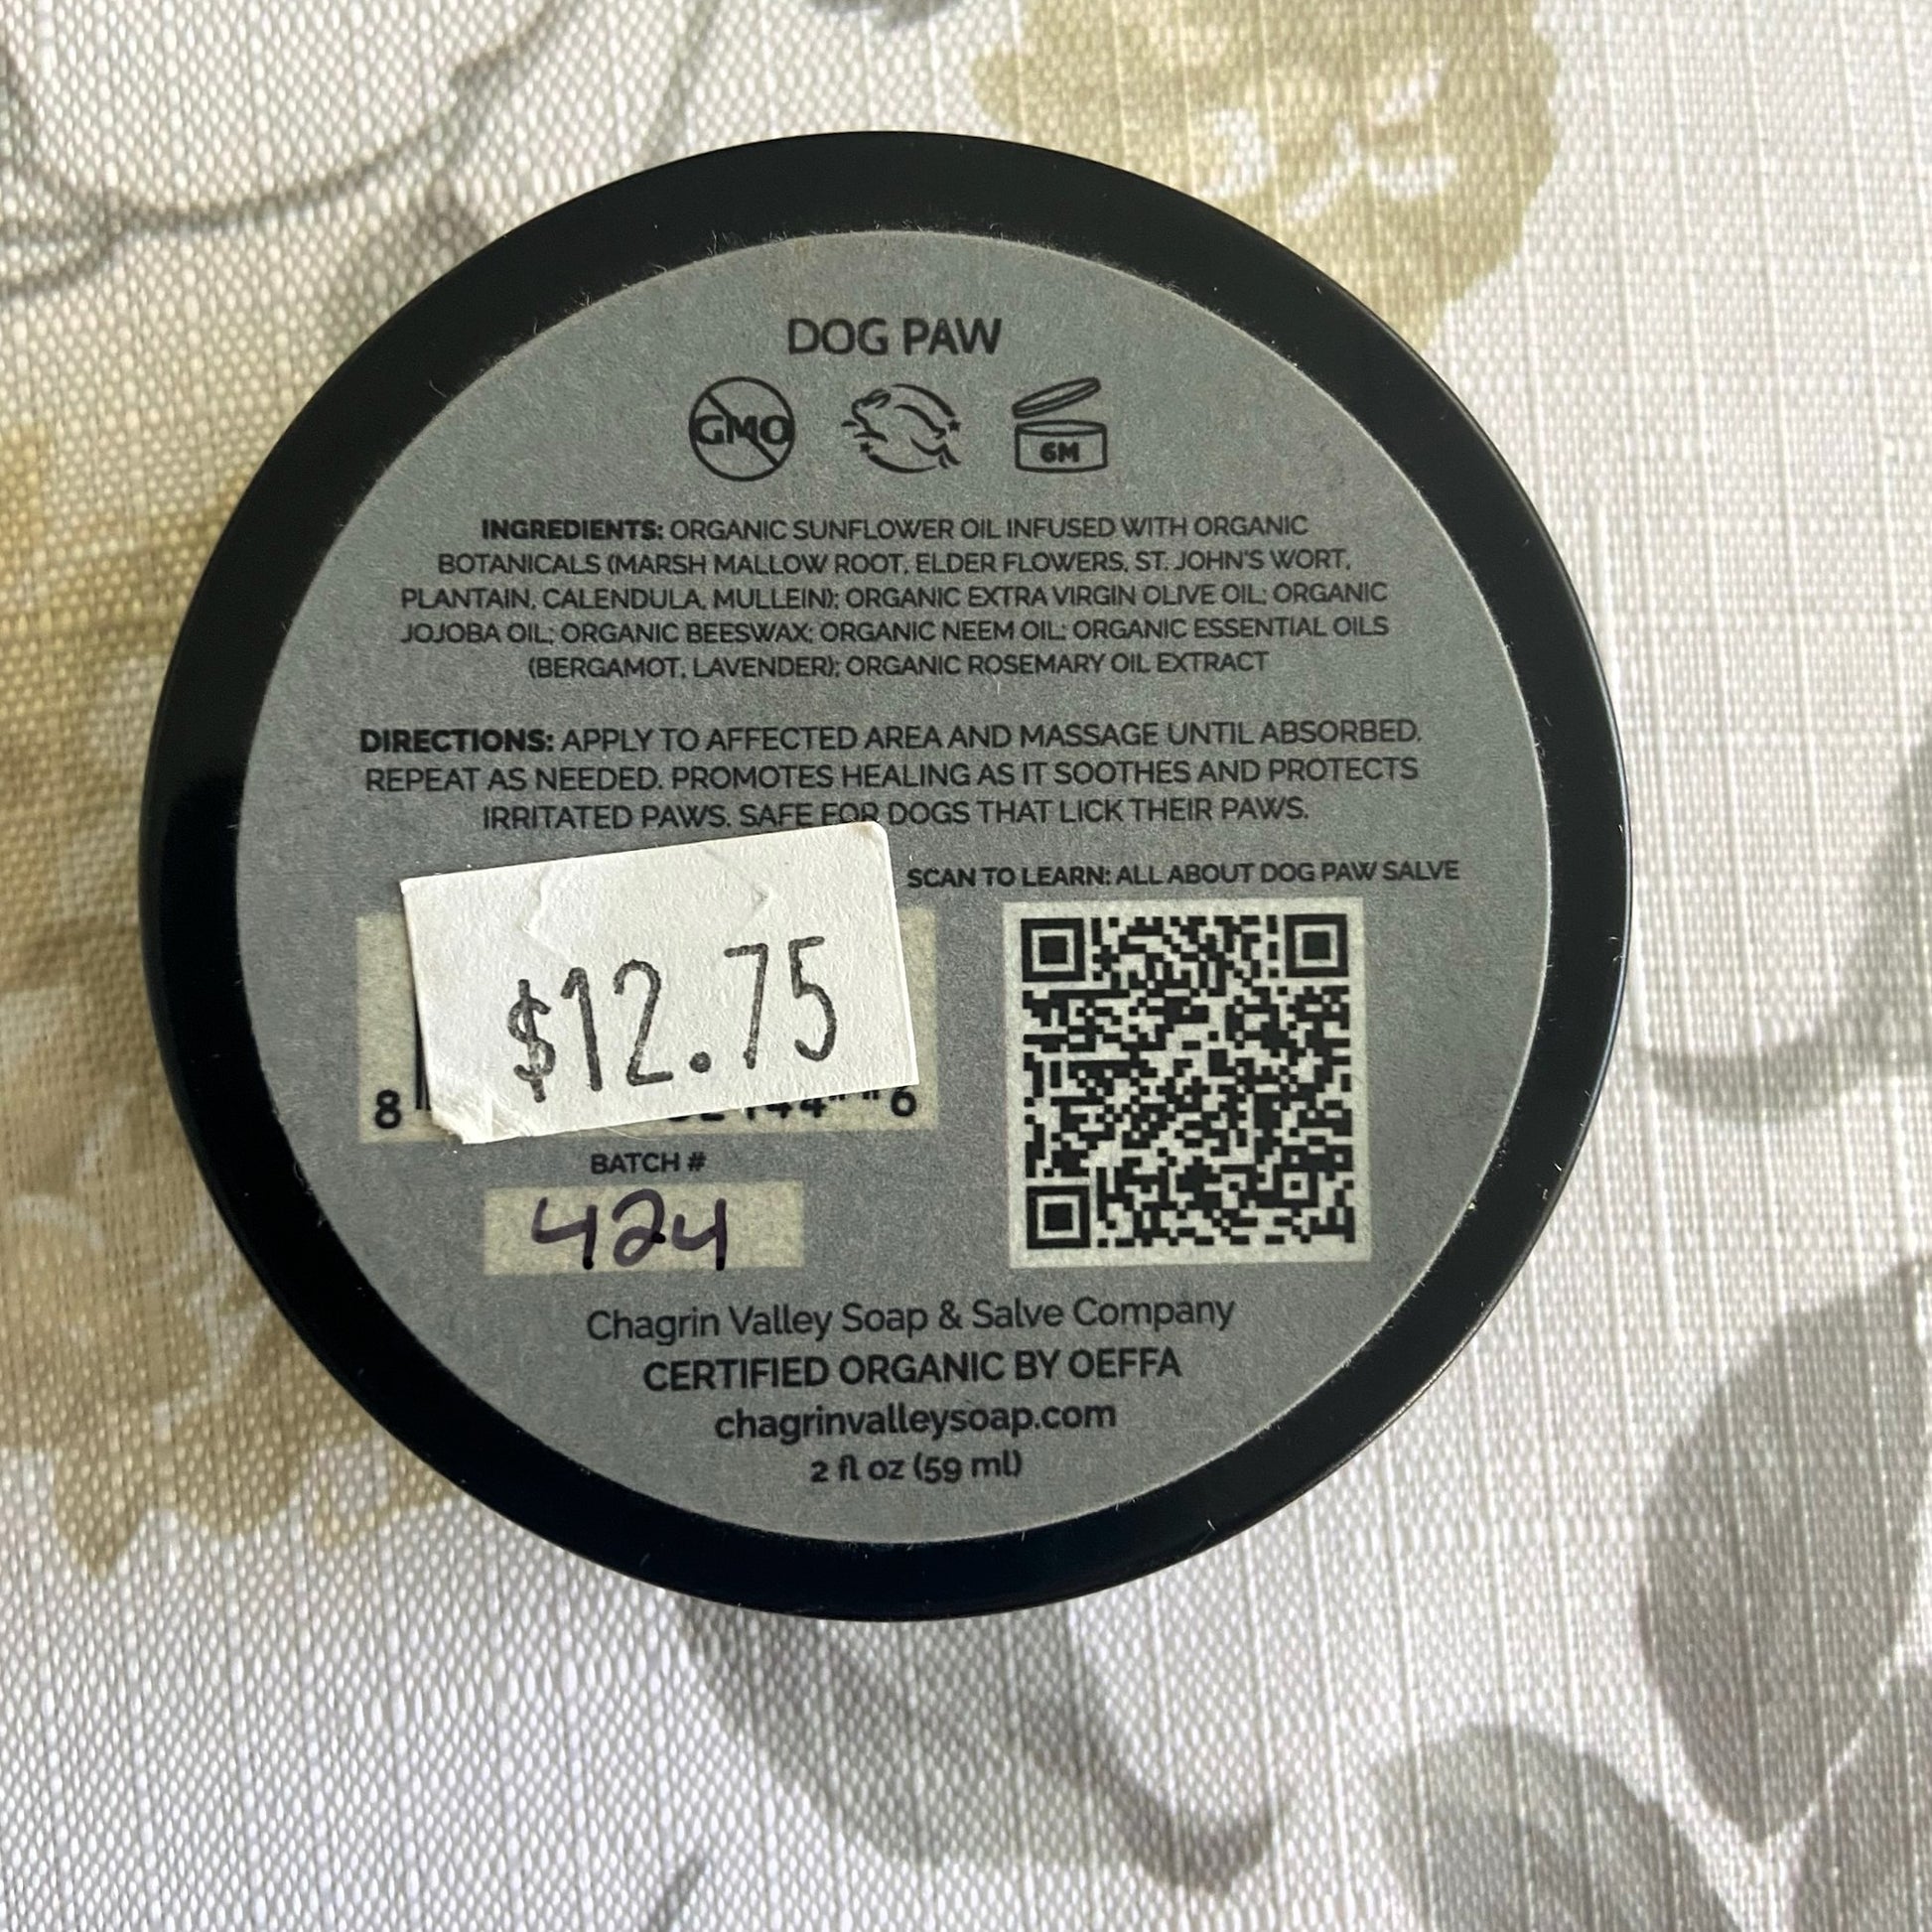 DOG PAW
GMO
6M
INGREDIENTS: ORGANIC SUNFLOWER OIL INFUSED WITH ORGANIC
BOTANICALS (MARSH MALLOW ROOT, ELDER FLOWERS, ST. JOHN'S WORT,
PLANTAIN, CALENDULA, MULLEIN); ORGANIC EXTRA VIRGIN OLIVE OIL; ORGANIC
JOJOBA OIL; ORGANIC BEESWAX; ORGANIC NEEM OIL; ORGANIC ESSENTIAL OILS
(BERGAMOT, LAVENDER); ORGANIC ROSEMARY OIL EXTRACT
DIRECTIONS: APPLY TO AFFECTED AREA AND MASSAGE UNTIL ABSORBED.
REPEAT AS NEEDED. PROMOTES HEALING AS IT SOOTHES AND PROTECTS
IRRITATED PAWS. SAFE FOR DOGS THAT LICK THEIR PAWS.
SCAN TO LEARN: ALL ABOUT DOG PAW SALVE
$12.75
8 6
BATCH #
424
Chagrin Valley Soap & Salve Company
CERTIFIED ORGANIC BY OEFFA
chagrinvalleysoap.com
2 fl oz (59 ml)